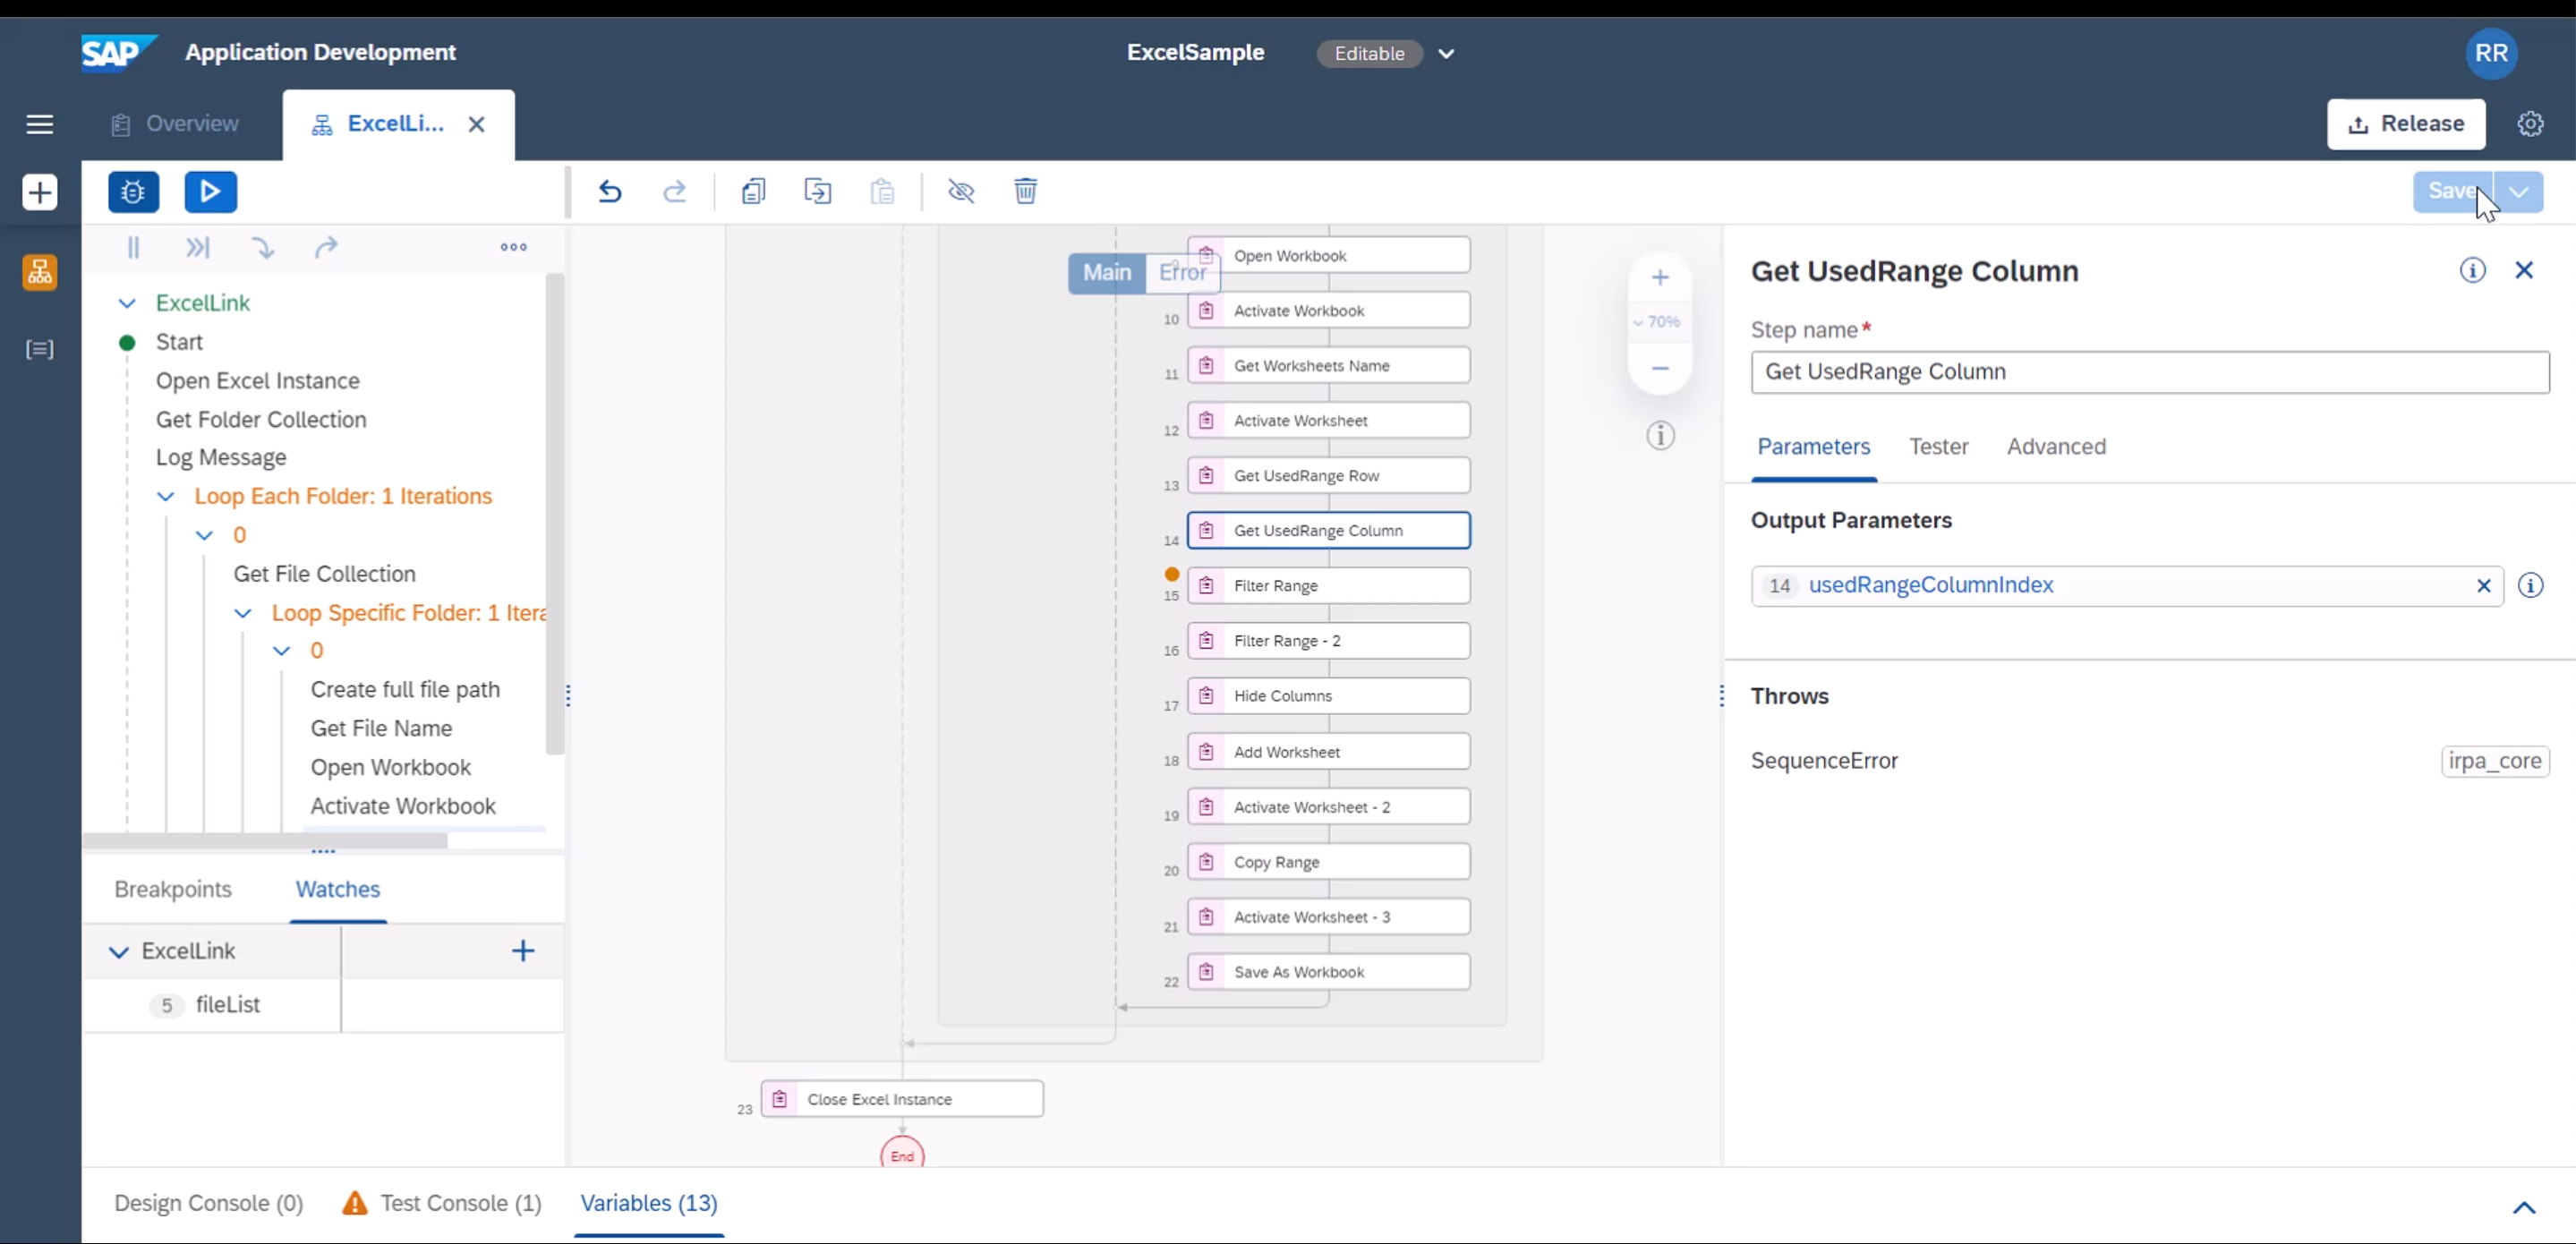 SAP Application Development
ExcelSample
Editable
RR
Overview
ExcelLi...
Release
Save
ExcelLink
Start
Open Excel Instance
Get Folder Collection
Log Message
Loop Each Folder: 1 Iterations
0
Get File Collection
Loop Specific Folder: 1 Itera
0
Create full file path
Get File Name
Open Workbook
Activate Workbook
Breakpoints
Watches
ExcelLink
5 fileList
Main
Error
Open Workbook
10 Activate Workbook
11 Get Worksheets Name
12 Activate Worksheet
13 Get UsedRange Row
14 Get UsedRange Column
15 Filter Range
16 Filter Range - 2
17 Hide Columns
18 Add Worksheet
19 Activate Worksheet - 2
20 Copy Range
21 Activate Worksheet - 3
22 Save As Workbook
23 Close Excel Instance
End
70%
Get UsedRange Column
Step name*
Get UsedRange Column
Parameters
Tester
Advanced
Output Parameters
14 usedRangeColumnIndex
Throws
SequenceError
irpa_core
Design Console (0)
Test Console (1)
Variables (13)